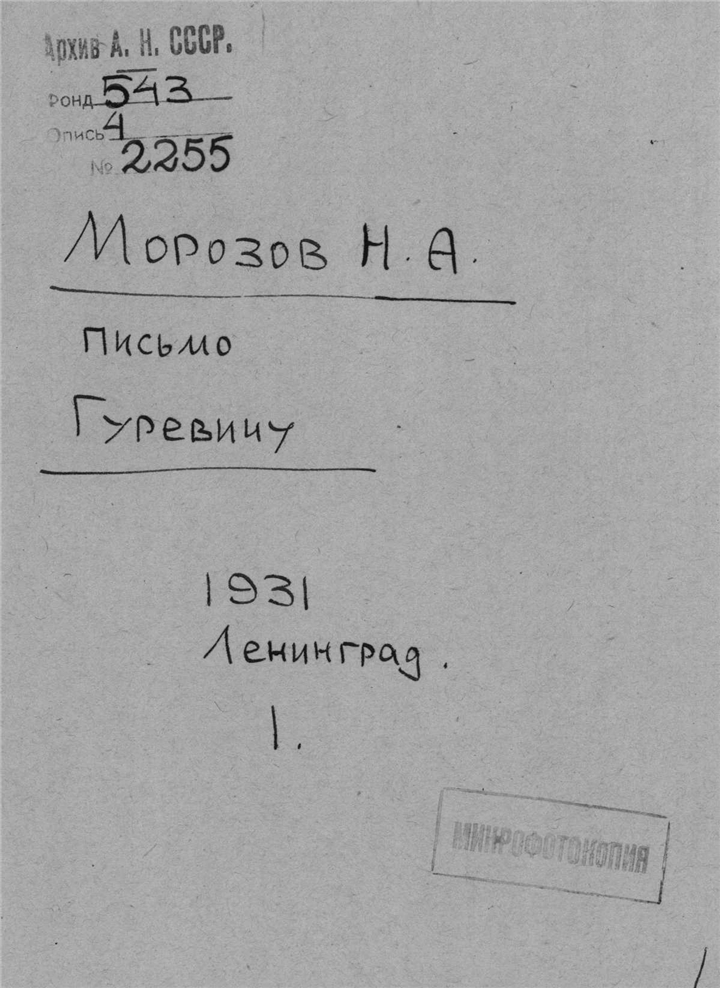 Архив А. Н. СССР.
Фонд 543
Опись 4
№ 2255
Морозов Н. А.
письмо
Гуревичу
1931
Ленинград.
1.
МИКРОФОТОКОПИЯ